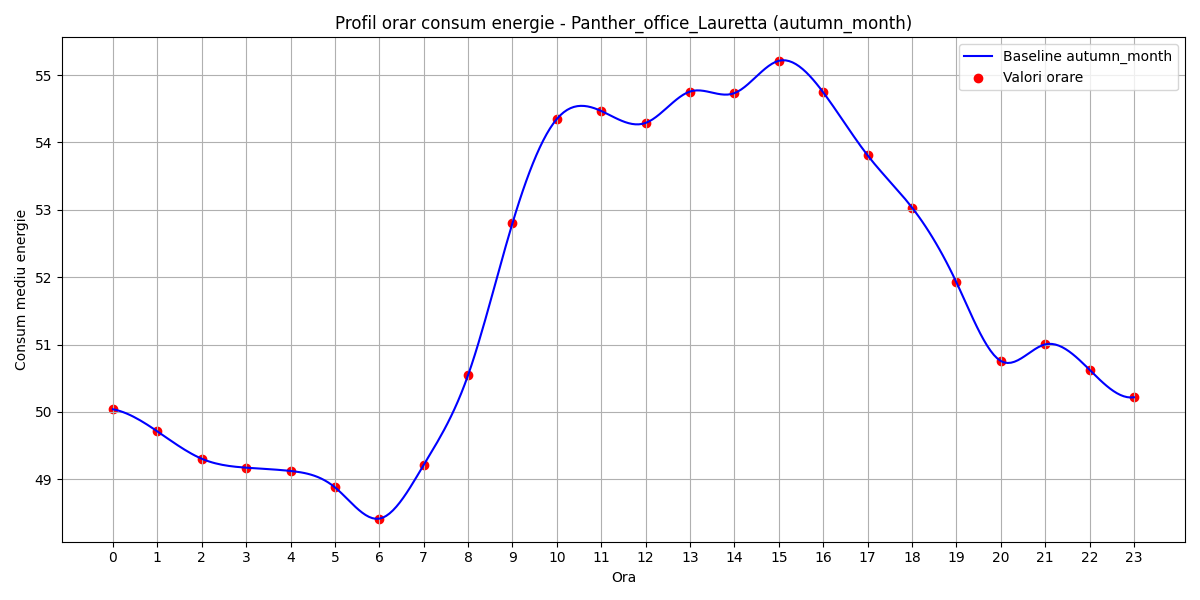 Profil orar consum energie - Panther_office_Lauretta (autumn_month)
Baseline autumn_month
Valori orare
Consum mediu energie
55
54
53
52
51
50
49
0 1 2 3 4 5 6 7 8 9 10 11 12 13 14 15 16 17 18 19 20 21 22 23
Ora